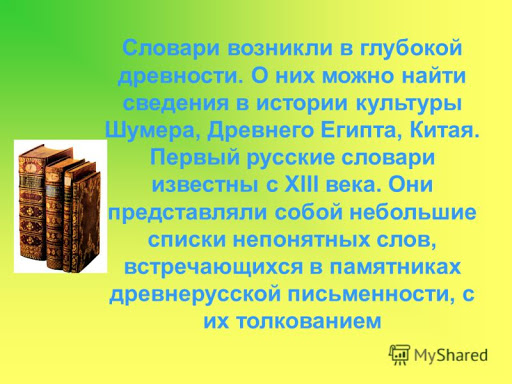 Словари возникли в глубокой
древности. О них можно найти
сведения в истории культуры
Шумера, Древнего Египта, Китая.
Первый русские словари
известны с XIII века. Они
представляли собой небольшие
списки непонятных слов,
встречающихся в памятниках
древнерусской письменности, с
их толкованием
MyShared